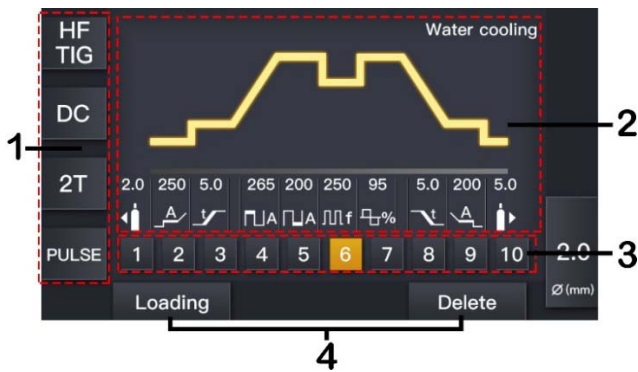 HF
TIG
Water cooling
DC
1
2
2T
2.0 250 5.0 265 200 250 95 5.0 200 5.0
A t A A f % t A
PULSE
1 2 3 4 5 6 7 8 9 10
3
2.0
Ø (mm)
Loading
Delete
4